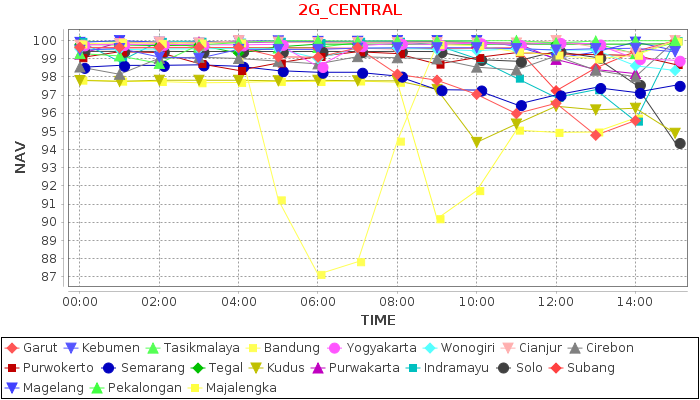 2G_CENTRAL
100
99
98
97
96
95
94
93
92
91
90
89
88
87
NAV
00:00 02:00 04:00 06:00 08:00 10:00 12:00 14:00
TIME
Garut Kebumen Tasikmalaya Bandung Yogyakarta Wonogiri Cianjur Cirebon
Purwokerto Semarang Tegal Kudus Purwakarta Indramayu Solo Subang
Magelang Pekalongan Majalengka